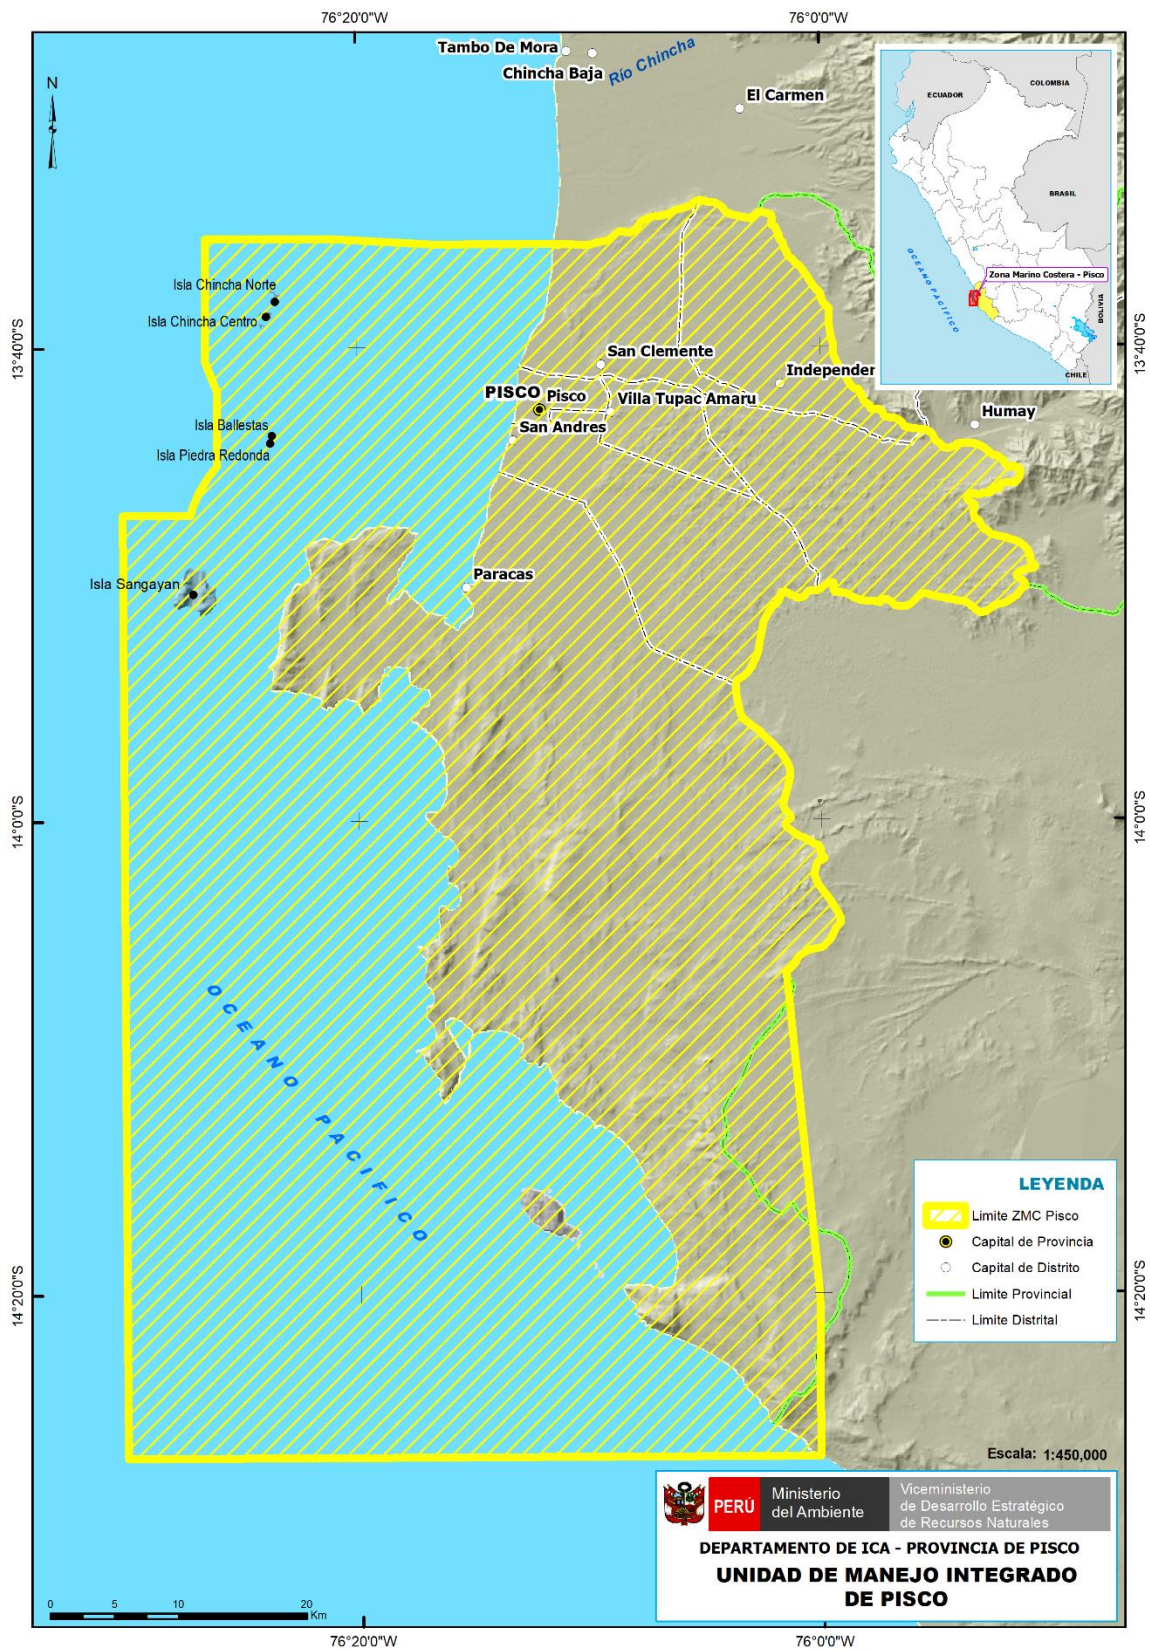 76°20'0"W
76°0'0"W
Tambo De Mora
Chincha Baja
Río Chincha
El Carmen
N
COLOMBIA
ECUADOR
BRASIL
OCEANO PACIFICO
Zona Marino Costera - Pisco
BOLIVIA
CHILE
Isla Chincha Norte
Isla Chincha Centro
13°40'0"S
13°40'0"S
San Clemente
Independen
PISCO
Pisco
Villa Tupac Amaru
Humay
San Andres
Isla Ballestas
Isla Piedra Redonda
Isla Sangayan
Paracas
14°0'0"S
14°0'0"S
OCEANO PACIFICO
LEYENDA
Limite ZMC Pisco
Capital de Provincia
Capital de Distrito
Limite Provincial
Limite Distrital
14°20'0"S
14°20'0"S
Escala: 1:450,000
PERÚ
Ministerio
del Ambiente
Viceministerio
de Desarrollo Estratégico
de Recursos Naturales
DEPARTAMENTO DE ICA - PROVINCIA DE PISCO
UNIDAD DE MANEJO INTEGRADO
DE PISCO
0 5 10 20
Km
76°20'0"W
76°0'0"W